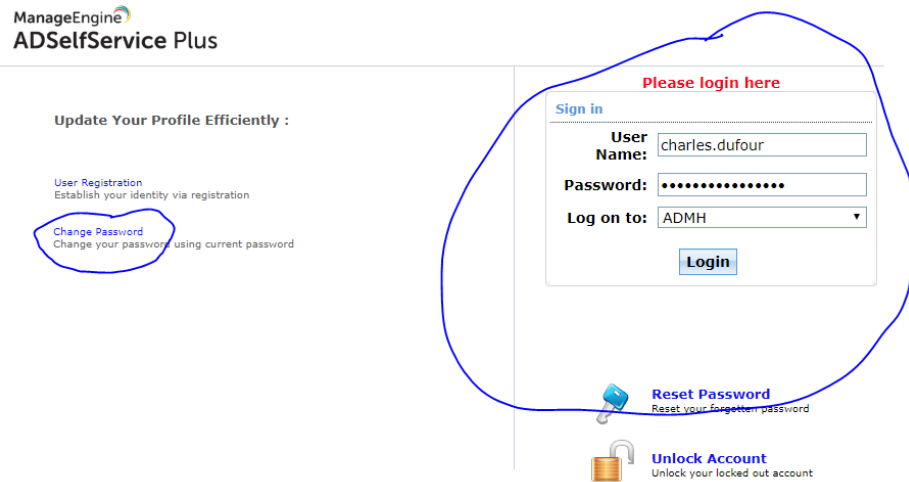 ManageEngine
ADSelfService Plus
Update Your Profile Efficiently :
User Registration
Establish your identity via registration
Change Password
Change your password using current password
Please login here
Sign in
User Name: charles.dufour
Password: ••••••••••••••••
Log on to: ADMH
Login
Reset Password
Reset your forgotten password
Unlock Account
Unlock your locked out account